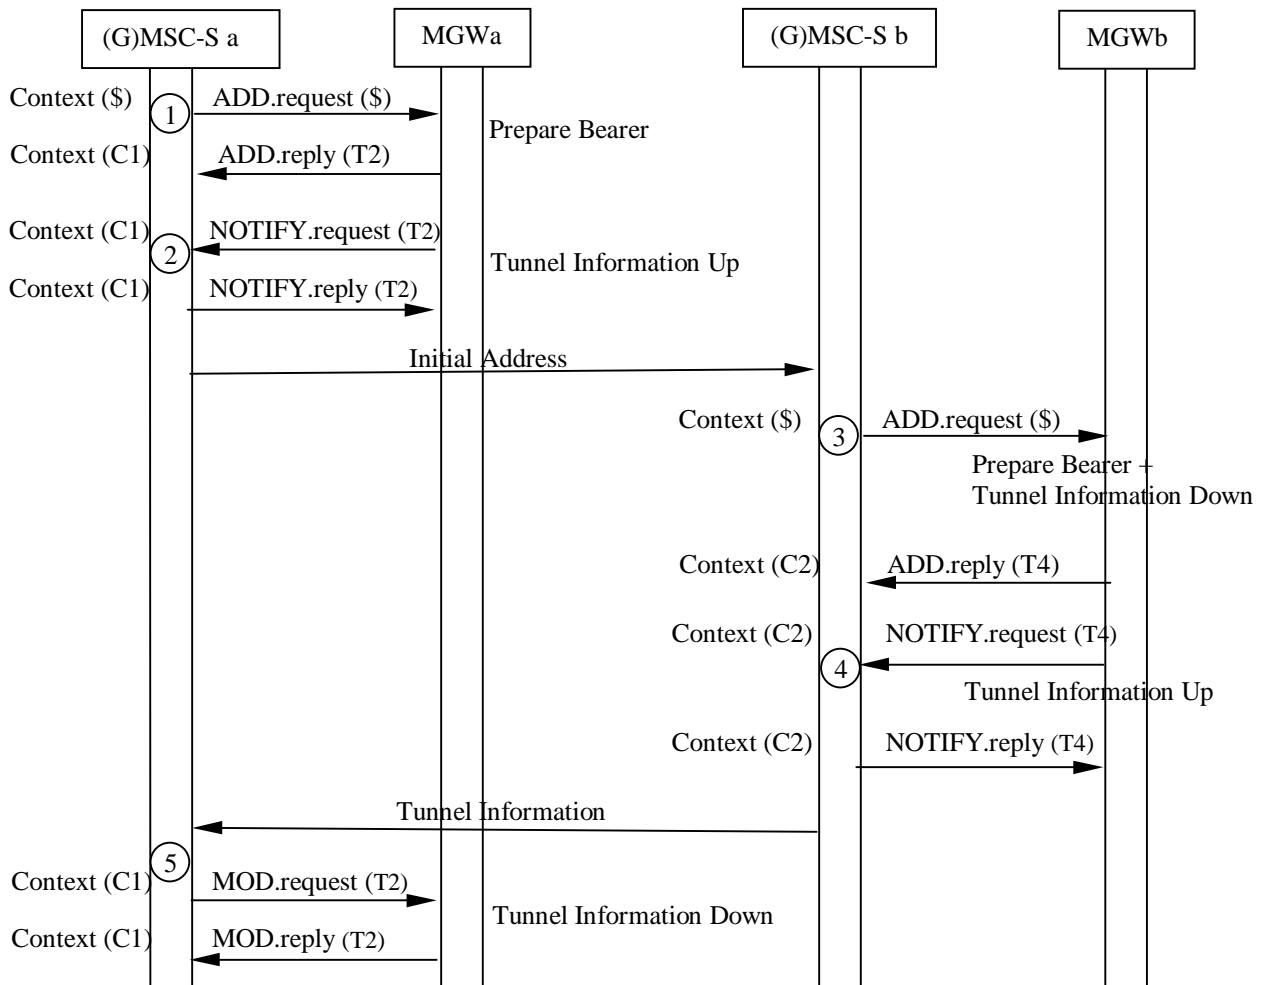 (G)MSC-S a
MGWa
(G)MSC-S b
MGWb
Context ($)
1
ADD.request ($)
Prepare Bearer
Context (C1)
ADD.reply (T2)
Context (C1)
2
NOTIFY.request (T2)
Tunnel Information Up
Context (C1)
NOTIFY.reply (T2)
Initial Address
Context ($)
3
ADD.request ($)
Prepare Bearer +
Tunnel Information Down
Context (C2)
ADD.reply (T4)
Context (C2)
NOTIFY.request (T4)
4
Tunnel Information Up
Context (C2)
NOTIFY.reply (T4)
Tunnel Information
5
Context (C1)
MOD.request (T2)
Tunnel Information Down
Context (C1)
MOD.reply (T2)